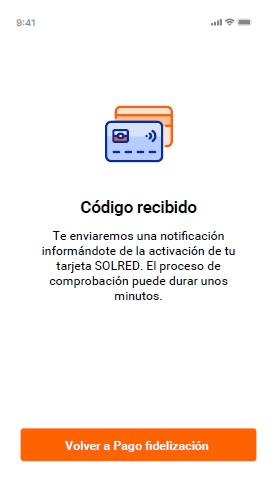 9:41
Código recibido
Te enviaremos una notificación
informándote de la activación de tu
tarjeta SOLRED. El proceso de
comprobación puede durar unos
minutos.
Volver a Pago fidelización